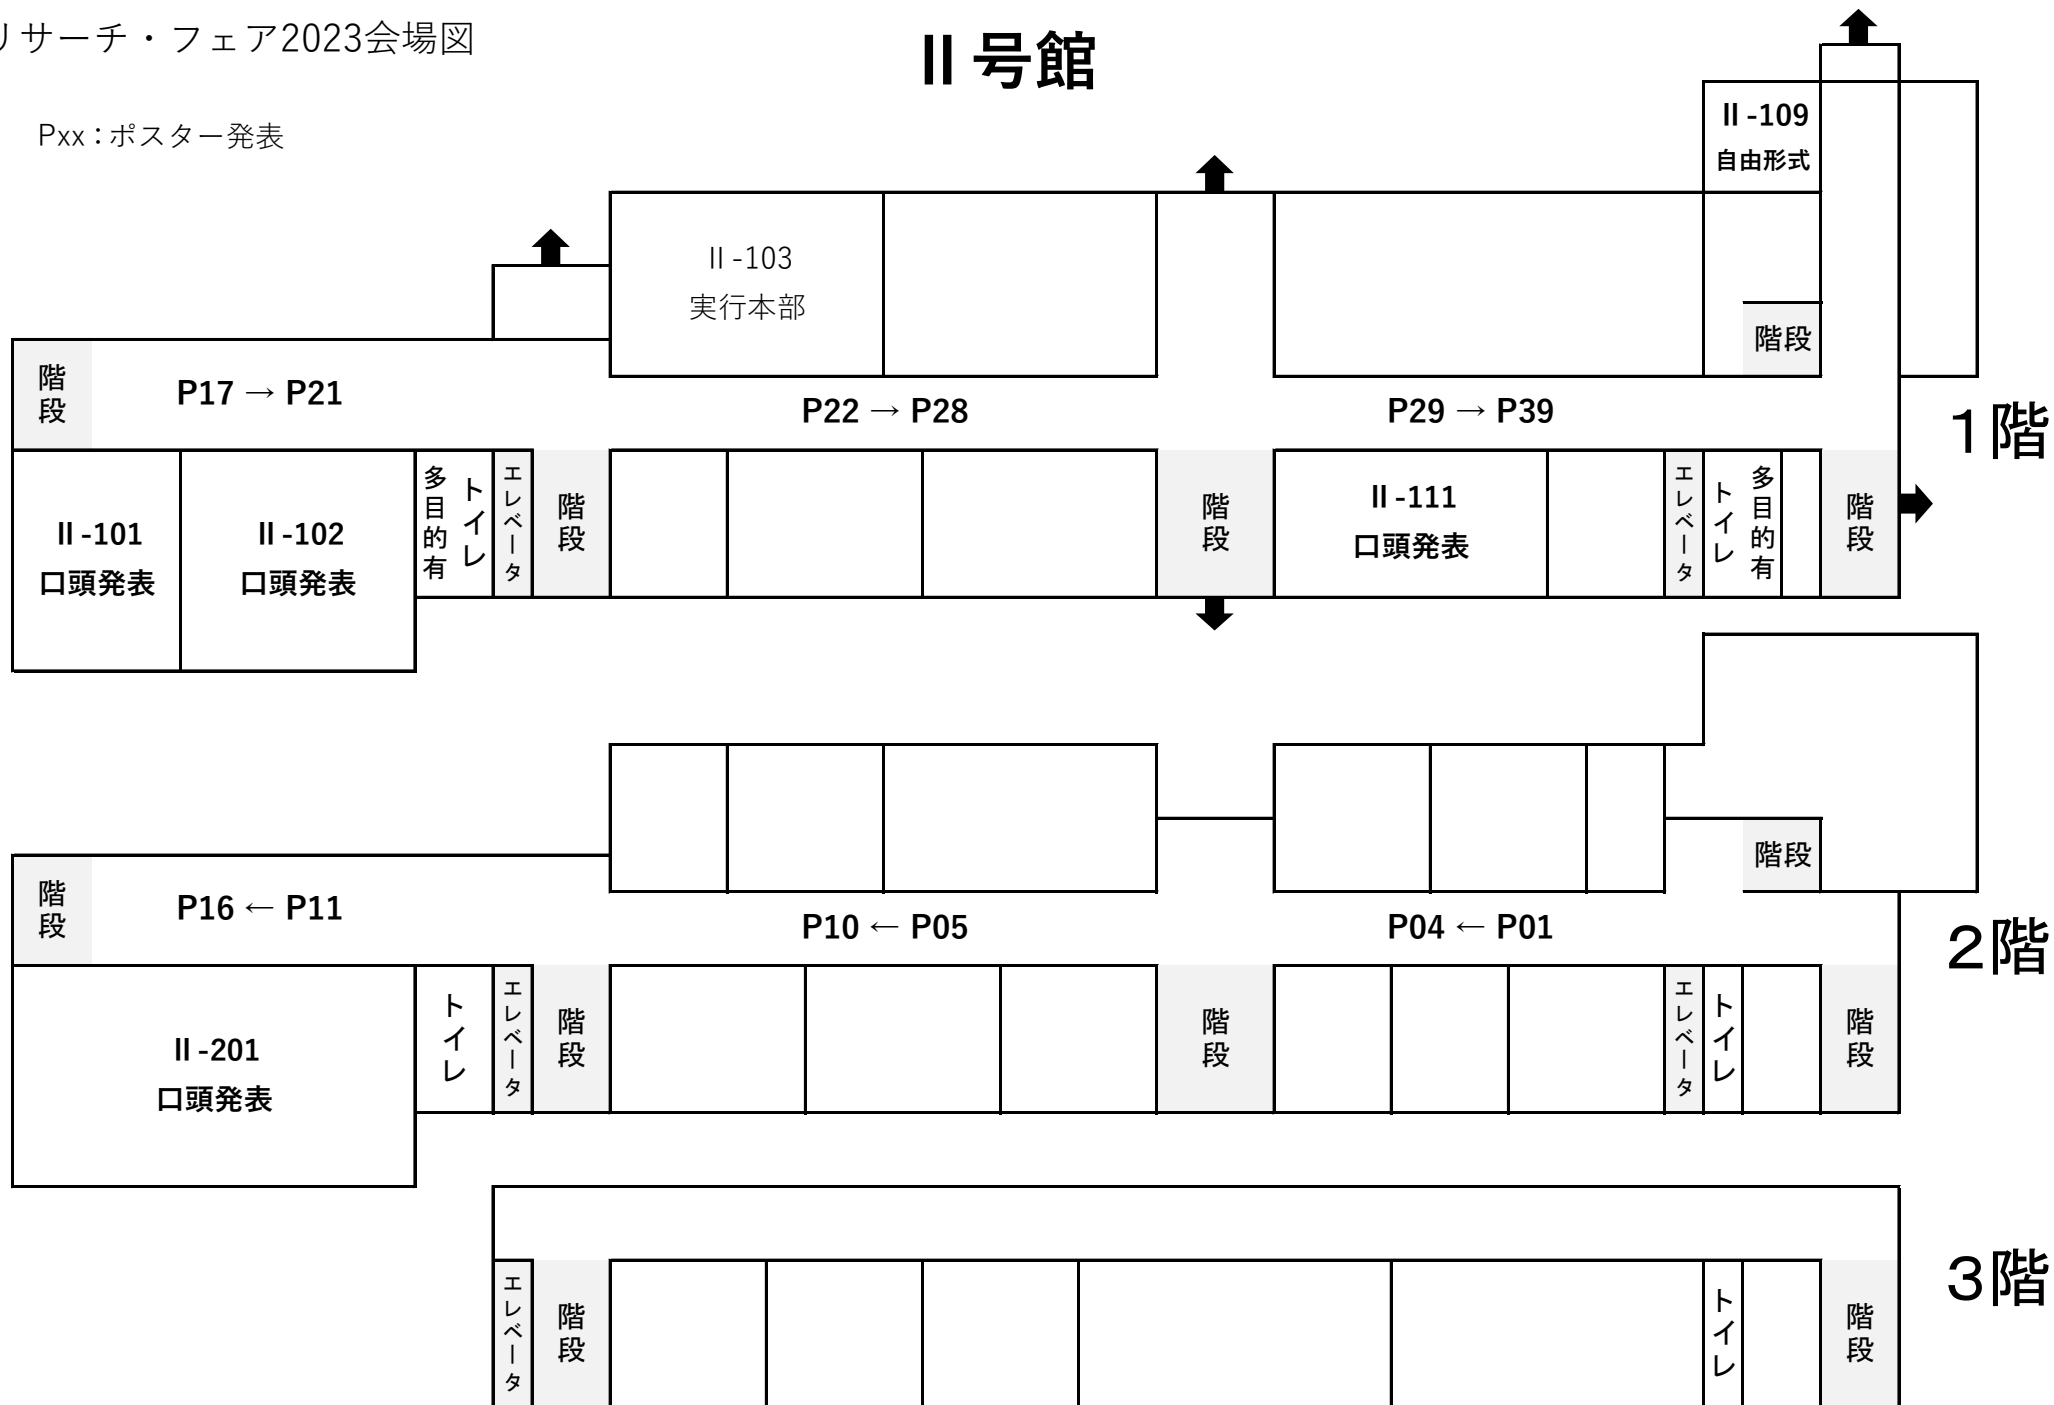 リサーチ・フェア2023会場図
Ⅱ号館
Pxx：ポスター発表
Ⅱ-109
自由形式
Ⅱ-103
実行本部
階段
階段
P17 → P21
P22 → P28
P29 → P39
1階
Ⅱ-101
口頭発表
Ⅱ-102
口頭発表
多目的有
トイレ
エレベータ
階段
階段
Ⅱ-111
口頭発表
エレベータ
トイレ
多目的有
階段
階段
階段
P16 ← P11
P10 ← P05
P04 ← P01
2階
Ⅱ-201
口頭発表
トイレ
エレベータ
階段
階段
エレベータ
トイレ
階段
3階
エレベータ
階段
トイレ
階段